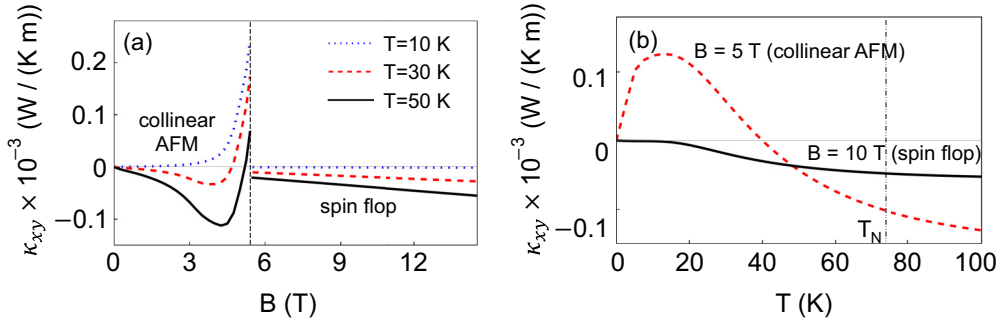 (a)
T=10 K
T=30 K
T=50 K
collinear
AFM
spin flop
0.2
0.1
0
−0.1
κxy × 10⁻³ (W / (K m))
0 3 6 9 12
B (T)
(b)
B = 5 T (collinear AFM)
B = 10 T (spin flop)
TN
0.1
0
−0.1
κxy × 10⁻³ (W / (K m))
0 20 40 60 80 100
T (K)